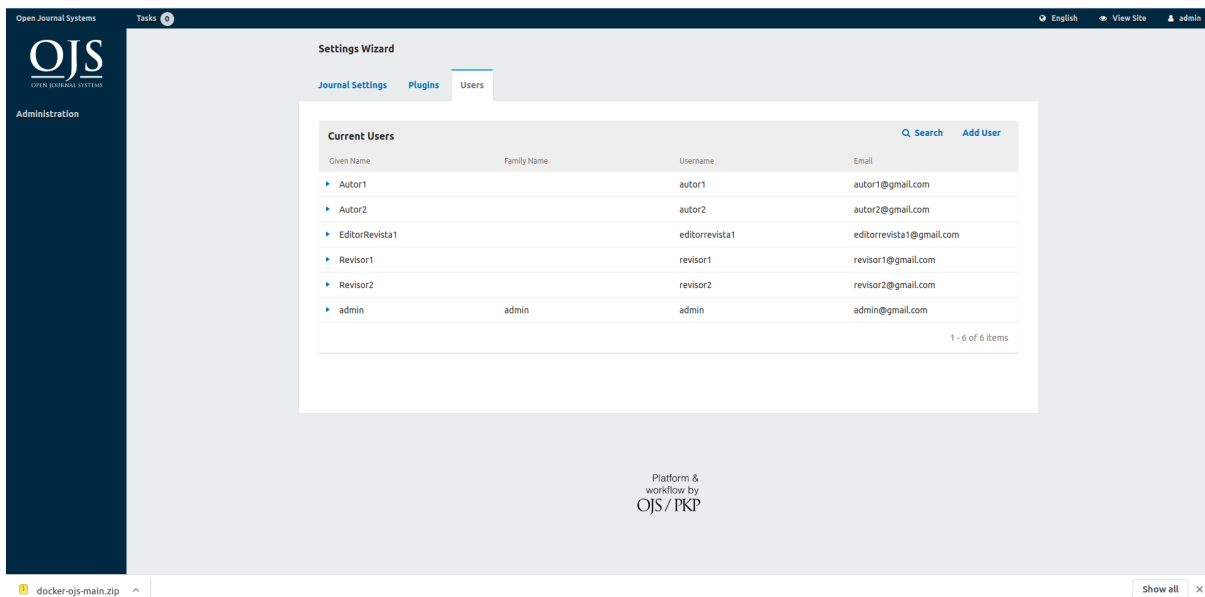 Open Journal Systems Tasks 0 English View Site admin
OJS
OPEN JOURNAL SYSTEMS
Administration
Settings Wizard
Journal Settings Plugins Users
Current Users Search Add User
Given Name Family Name Username Email
Autor1 autor1 autor1@gmail.com
Autor2 autor2 autor2@gmail.com
EditorRevista1 editorrevista1 editorrevista1@gmail.com
Revisor1 revisor1 revisor1@gmail.com
Revisor2 revisor2 revisor2@gmail.com
admin admin admin admin@gmail.com
1 - 6 of 6 items
Platform &
workflow by
OJS / PKP
docker-ojs-main.zip Show all